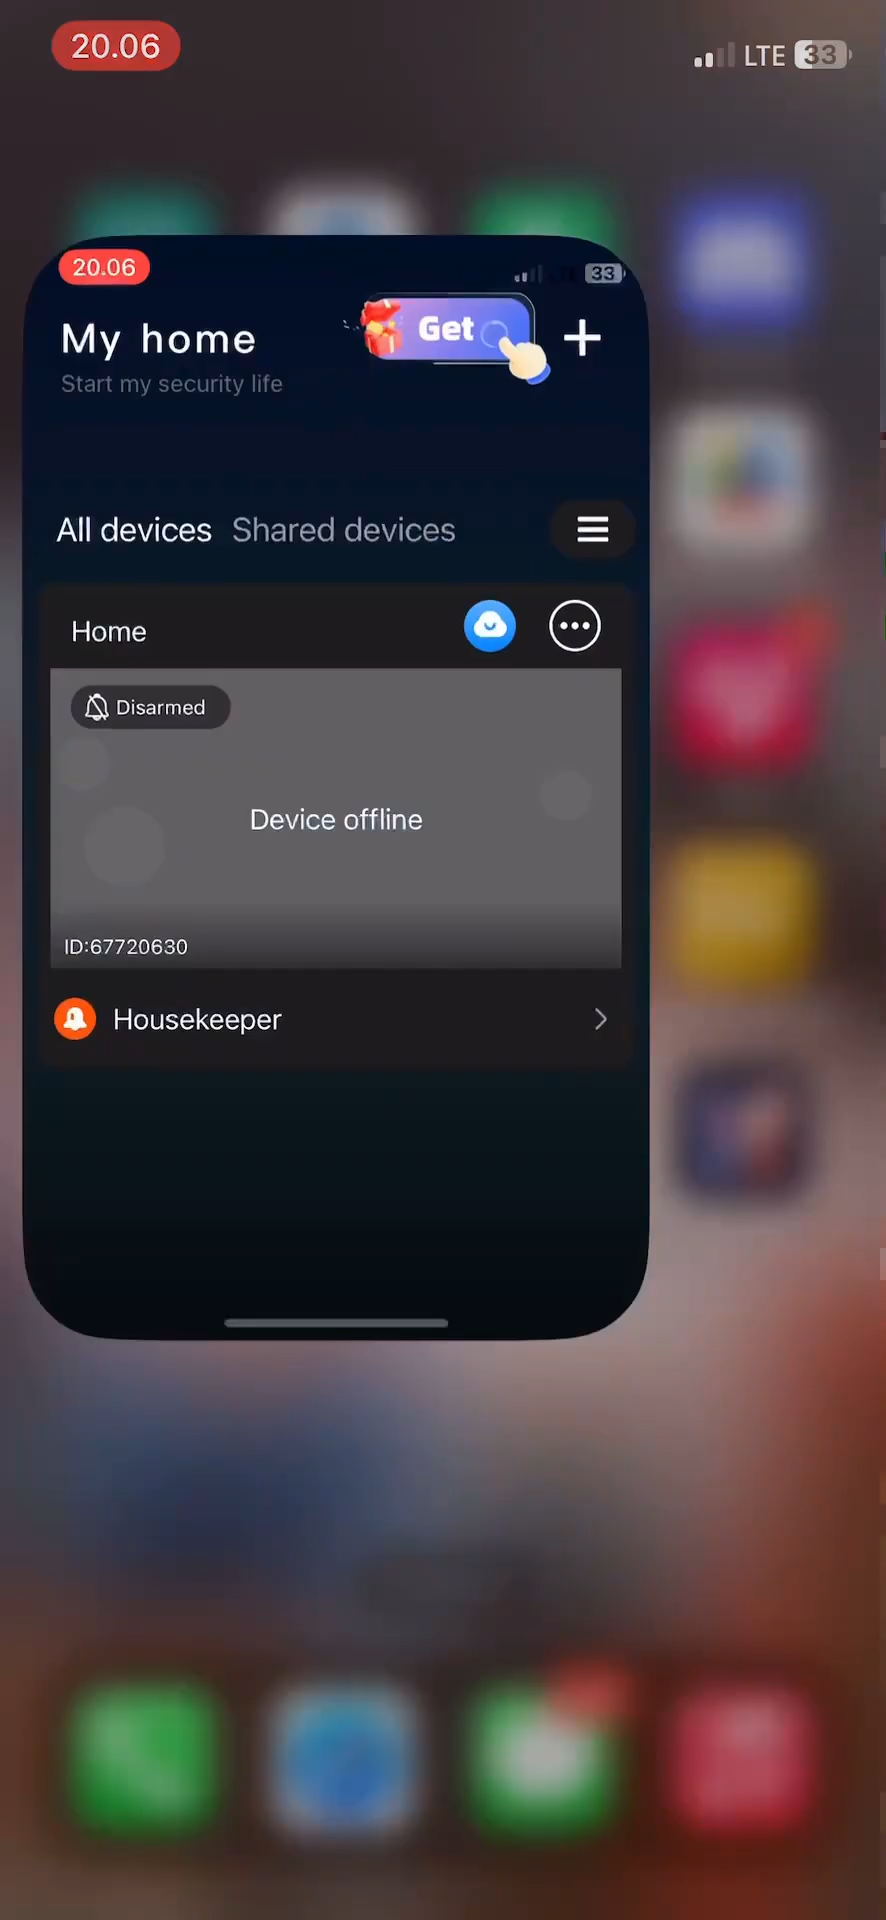 20.06
LTE 33
20.06
33
My home
Get
Start my security life
All devices Shared devices
Home
Disarmed
Device offline
ID:67720630
Housekeeper